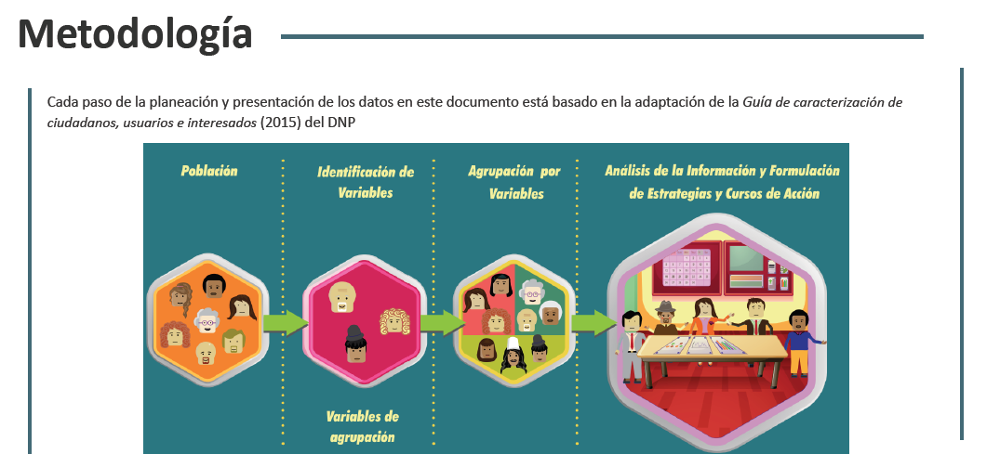 Metodología
Cada paso de la planeación y presentación de los datos en este documento está basado en la adaptación de la Guía de caracterización de
ciudadanos, usuarios e interesados (2015) del DNP
Población
Identificación de
Variables
Agrupación por
Variables
Análisis de la Información y Formulación
de Estrategias y Cursos de Acción
Variables de
agrupación